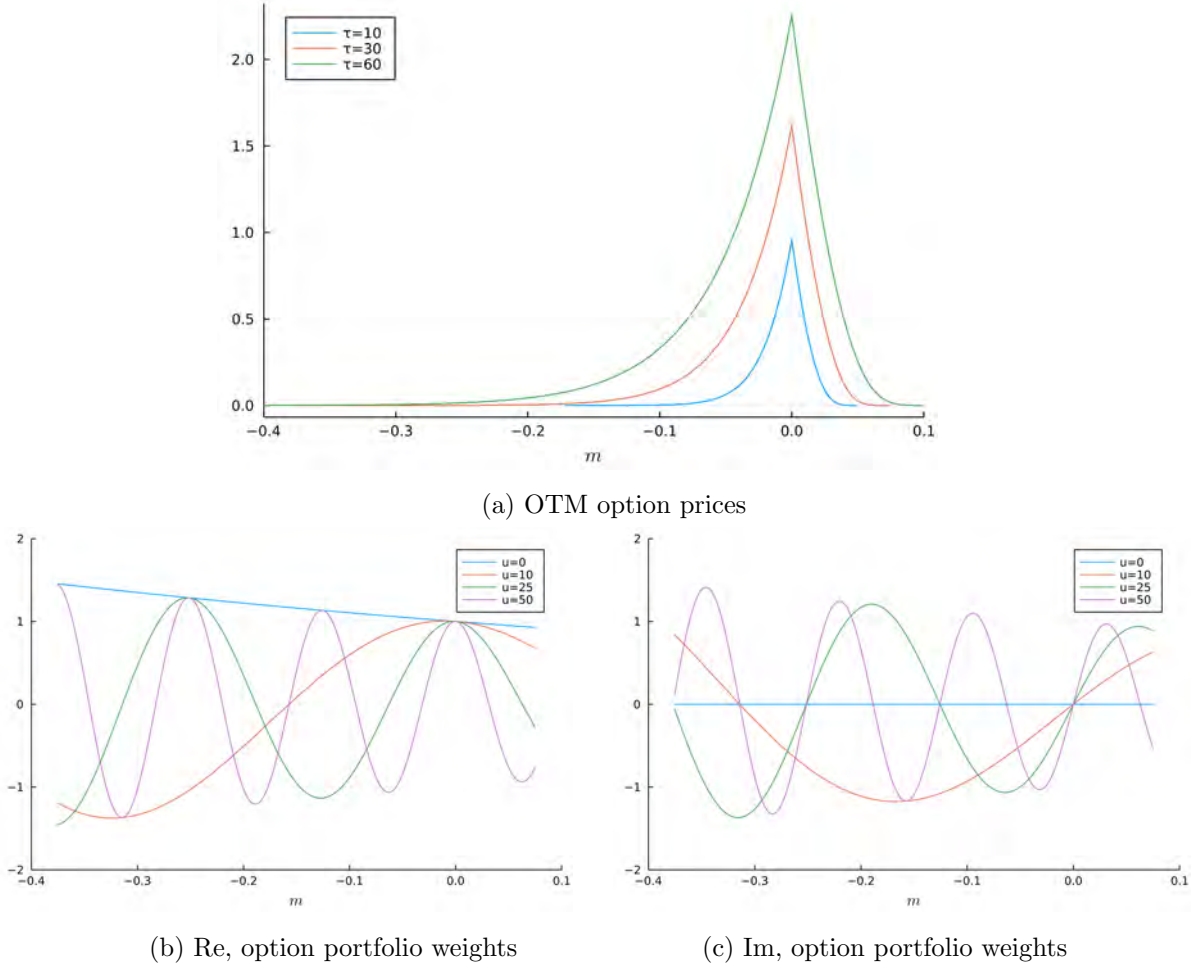 τ=10
τ=30
τ=60
2.0
1.5
1.0
0.5
0.0
−0.4 −0.3 −0.2 −0.1 0.0 0.1
m
(a) OTM option prices
u=0
u=10
u=25
u=50
2
1
0
−1
−2
−0.4 −0.3 −0.2 −0.1 0.0 0.1
m
(b) Re, option portfolio weights
u=0
u=10
u=25
u=50
2
1
0
−1
−2
−0.4 −0.3 −0.2 −0.1 0.0 0.1
m
(c) Im, option portfolio weights